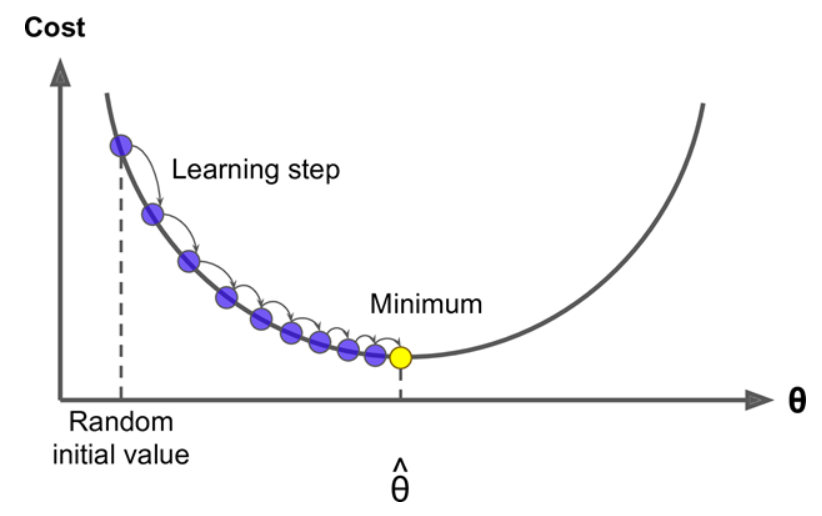 Cost
Learning step
Minimum
θ
Random
initial value
θ̂